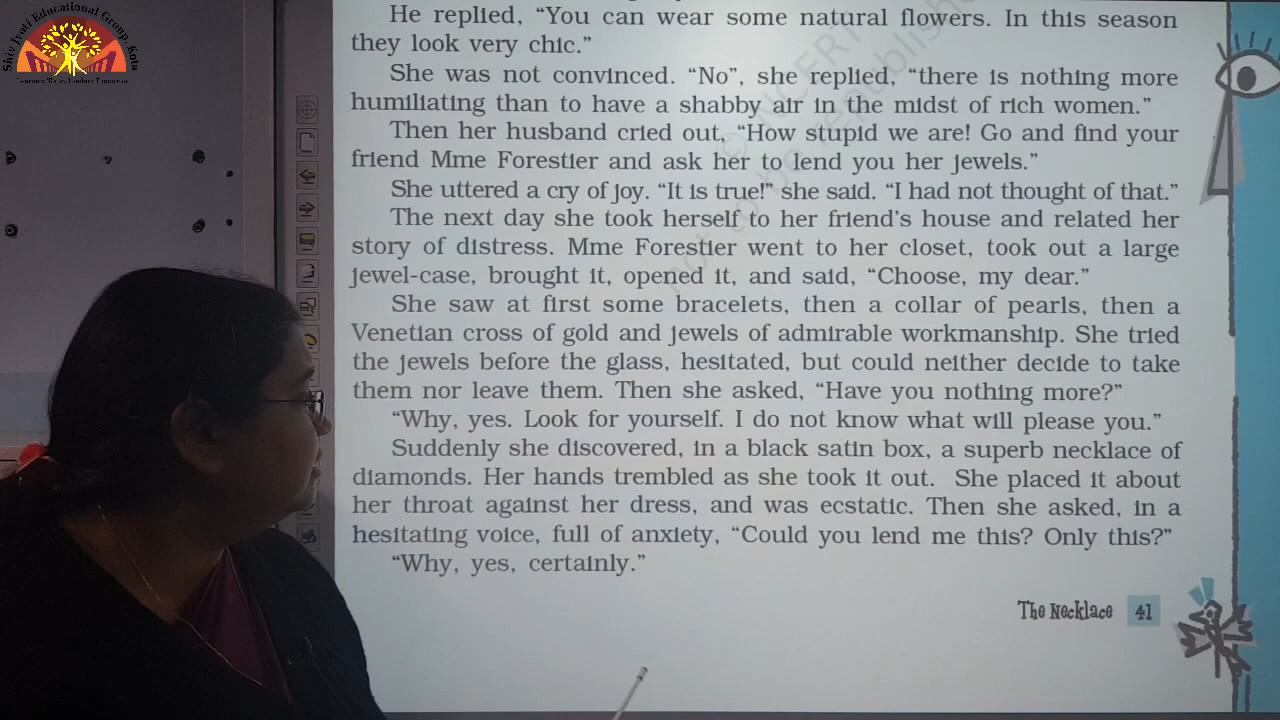 Shiv Jyoti Educational Group, Kota
He replied, “You can wear some natural flowers. In this season
they look very chic.”
She was not convinced. “No”, she replied, “there is nothing more
humiliating than to have a shabby air in the midst of rich women.”
Then her husband cried out, “How stupid we are! Go and find your
friend Mme Forestier and ask her to lend you her jewels.”
She uttered a cry of joy. “It is true!” she said. “I had not thought of that.”
The next day she took herself to her friend’s house and related her
story of distress. Mme Forestier went to her closet, took out a large
jewel-case, brought it, opened it, and said, “Choose, my dear.”
She saw at first some bracelets, then a collar of pearls, then a
Venetian cross of gold and jewels of admirable workmanship. She tried
the jewels before the glass, hesitated, but could neither decide to take
them nor leave them. Then she asked, “Have you nothing more?”
“Why, yes. Look for yourself. I do not know what will please you.”
Suddenly she discovered, in a black satin box, a superb necklace of
diamonds. Her hands trembled as she took it out. She placed it about
her throat against her dress, and was ecstatic. Then she asked, in a
hesitating voice, full of anxiety, “Could you lend me this? Only this?”
“Why, yes, certainly.”
The Necklace 41